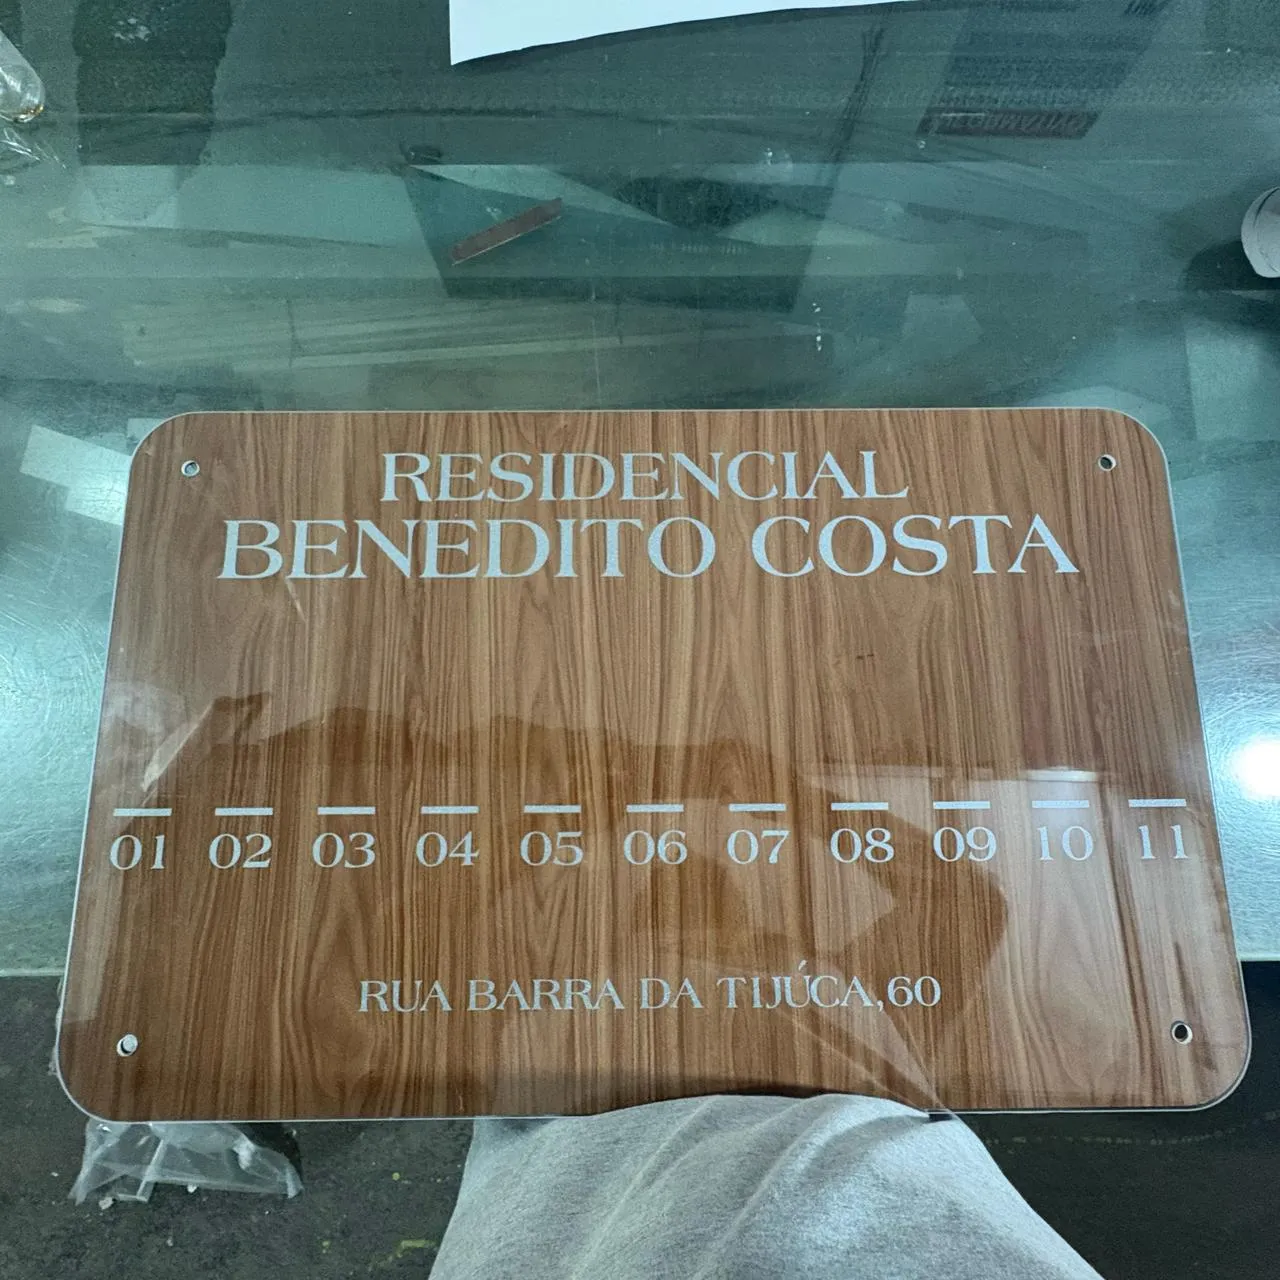 RESIDENCIAL
BENEDITO COSTA
01 02 03 04 05 06 07 08 09 10 11
RUA BARRA DA TIJÚCA,60